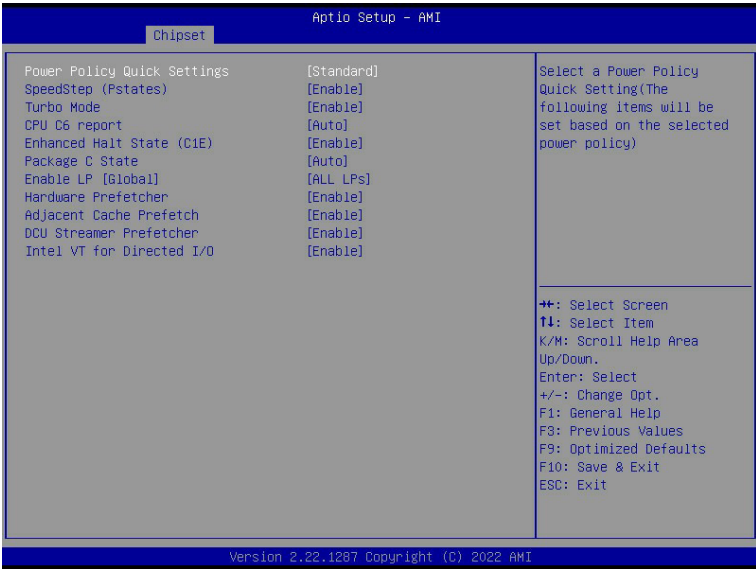 Aptio Setup – AMI
Chipset
Power Policy Quick Settings [Standard]
SpeedStep (Pstates) [Enable]
Turbo Mode [Enable]
CPU C6 report [Auto]
Enhanced Halt State (C1E) [Enable]
Package C State [Auto]
Enable LP [Global] [ALL LPs]
Hardware Prefetcher [Enable]
Adjacent Cache Prefetch [Enable]
DCU Streamer Prefetcher [Enable]
Intel VT for Directed I/O [Enable]
Select a Power Policy
Quick Setting(The
following items will be
set based on the selected
power policy)
→←: Select Screen
↑↓: Select Item
K/M: Scroll Help Area
Up/Down.
Enter: Select
+/-: Change Opt.
F1: General Help
F3: Previous Values
F9: Optimized Defaults
F10: Save & Exit
ESC: Exit
Version 2.22.1287 Copyright (C) 2022 AMI